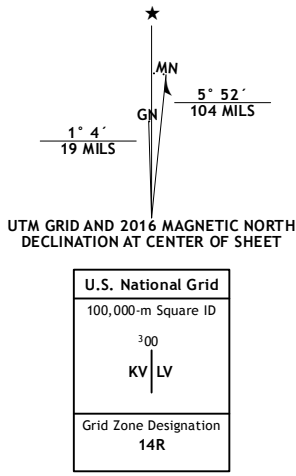 ★
MN
GN
5° 52´
104 MILS
1° 4´
19 MILS
UTM GRID AND 2016 MAGNETIC NORTH
DECLINATION AT CENTER OF SHEET
U.S. National Grid
100,000-m Square ID
³00
KV LV
Grid Zone Designation
14R